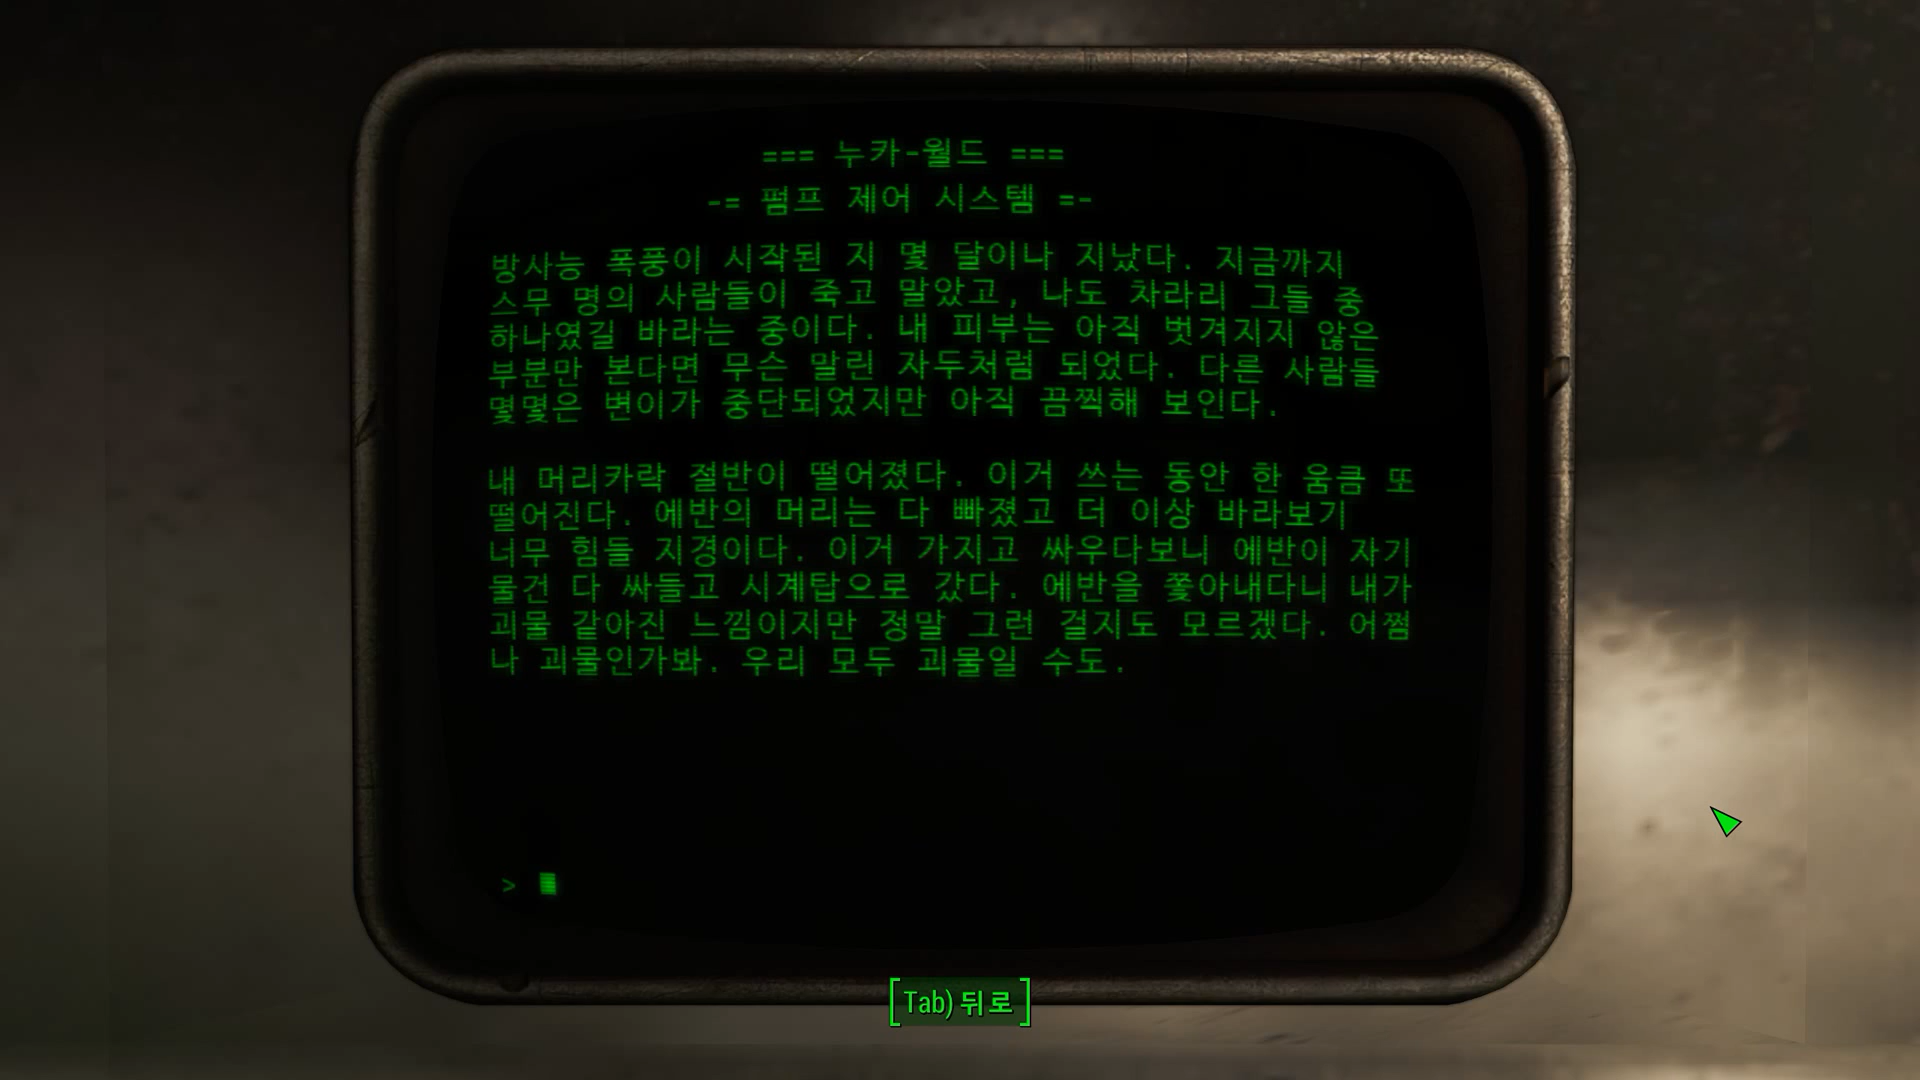 === 누카-월드 ===
-= 펌프 제어 시스템 =-
방사능 폭풍이 시작된 지 몇 달이나 지났다. 지금까지
스무 명의 사람들이 죽고 말았고, 나도 차라리 그들 중
하나였길 바라는 중이다. 내 피부는 아직 벗겨지지 않은
부분만 본다면 무슨 말린 자두처럼 되었다. 다른 사람들
몇몇은 변이가 중단되었지만 아직 끔찍해 보인다.
내 머리카락 절반이 떨어졌다. 이거 쓰는 동안 한 움큼 또
떨어진다. 에반의 머리는 다 빠졌고 더 이상 바라보기
너무 힘들 지경이다. 이거 가지고 싸우다보니 에반이 자기
물건 다 싸들고 시계탑으로 갔다. 에반을 쫓아내다니 내가
괴물 같아진 느낌이지만 정말 그런 걸지도 모르겠다. 어쩜
나 괴물인가봐. 우리 모두 괴물일 수도.
>
Tab) 뒤로